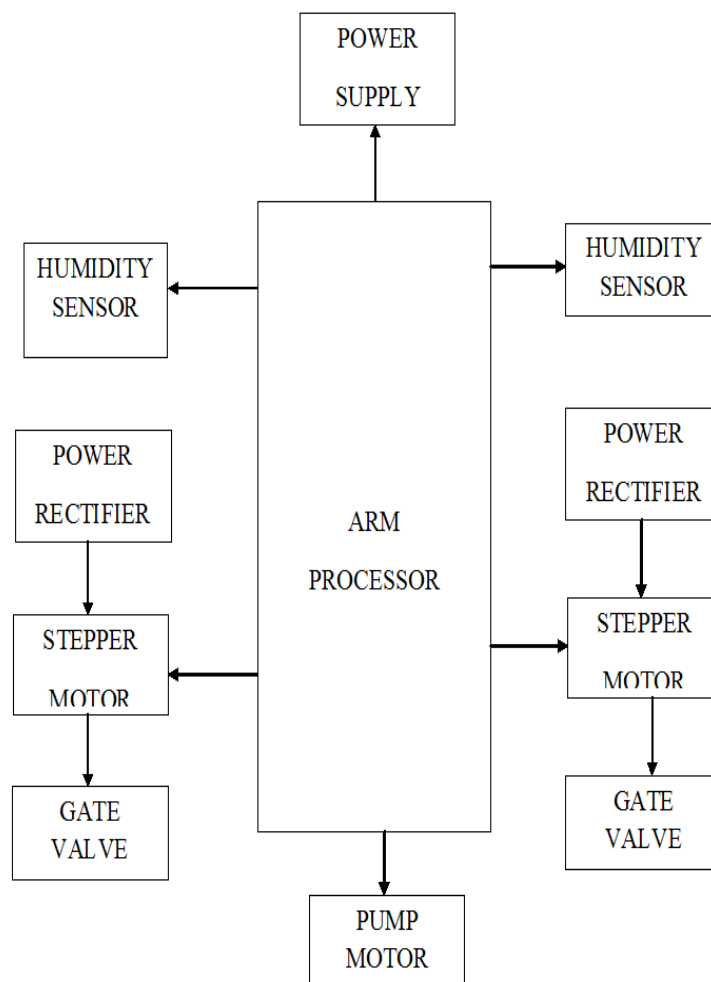 POWER
SUPPLY
HUMIDITY
SENSOR
HUMIDITY
SENSOR
POWER
RECTIFIER
POWER
RECTIFIER
ARM
PROCESSOR
STEPPER
MOTOR
STEPPER
MOTOR
GATE
VALVE
GATE
VALVE
PUMP
MOTOR